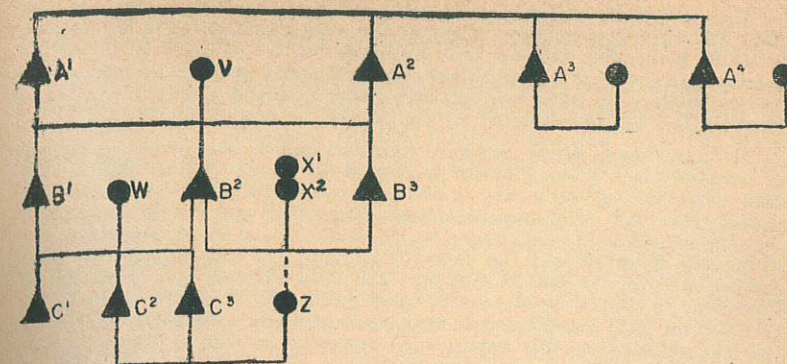 A¹ V A² A³ A⁴
B¹ W B² X¹ B³
X²
C¹ C² C³ Z